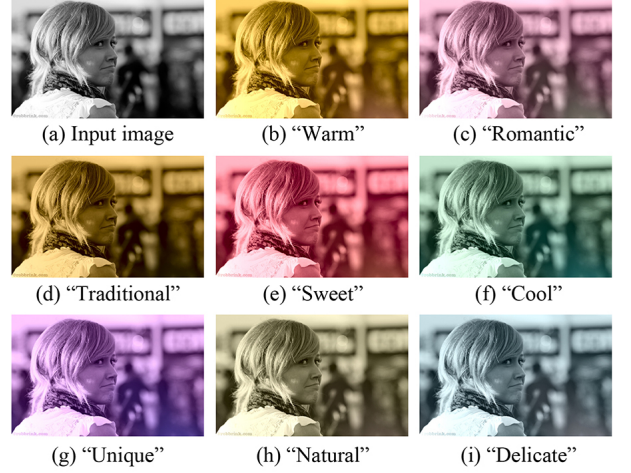 (a) Input image
(b) “Warm”
(c) “Romantic”
(d) “Traditional”
(e) “Sweet”
(f) “Cool”
(g) “Unique”
(h) “Natural”
(i) “Delicate”